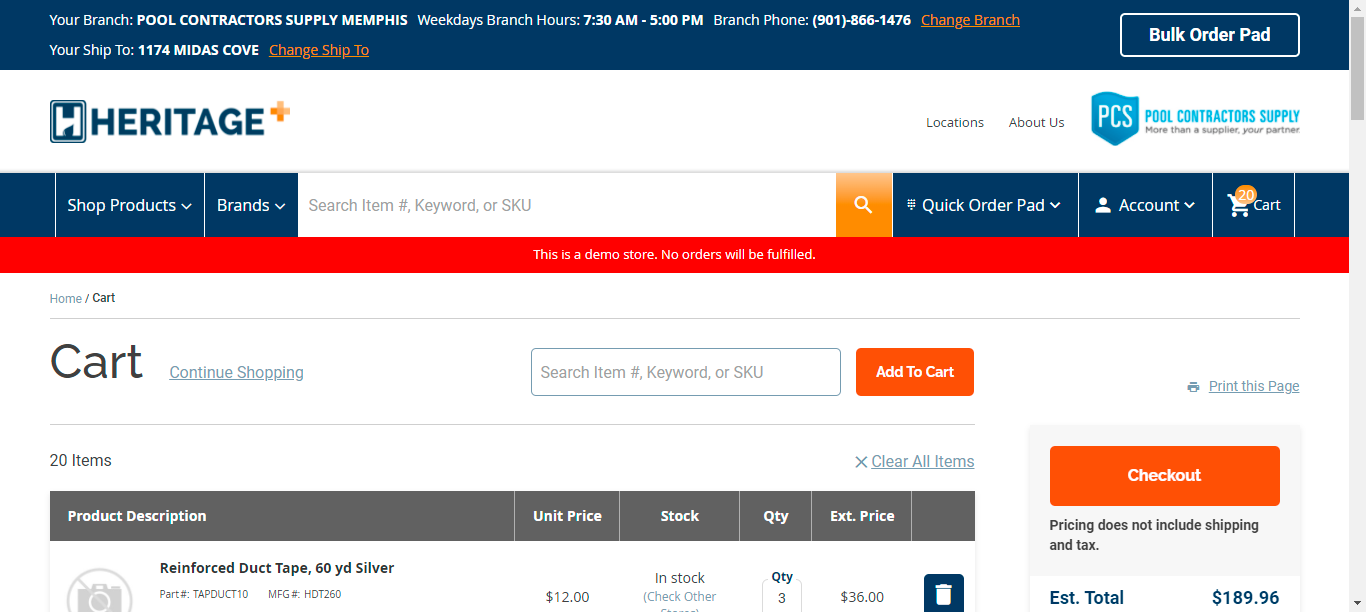 Your Branch: POOL CONTRACTORS SUPPLY MEMPHIS Weekdays Branch Hours: 7:30 AM - 5:00 PM Branch Phone: (901)-866-1476 Change Branch
Your Ship To: 1174 MIDAS COVE Change Ship To
Bulk Order Pad
HERITAGE+
Locations About Us
PCS POOL CONTRACTORS SUPPLY
More than a supplier, your partner.
Shop Products Brands Search Item #, Keyword, or SKU Quick Order Pad Account 20 Cart
This is a demo store. No orders will be fulfilled.
Home / Cart
Cart Continue Shopping Search Item #, Keyword, or SKU Add To Cart
Print this Page
20 Items Clear All Items
Checkout
Pricing does not include shipping
and tax.
Est. Total $189.96
Product Description Unit Price Stock Qty Ext. Price
Reinforced Duct Tape, 60 yd Silver
Part#: TAPDUCT10 MFG #: HDT260
$12.00
In stock
(Check Other
Stores)
Qty
3
$36.00